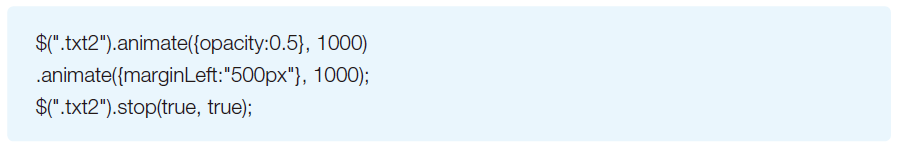 $(".txt2").animate({opacity:0.5}, 1000)
.animate({marginLeft:"500px"}, 1000);
$(".txt2").stop(true, true);